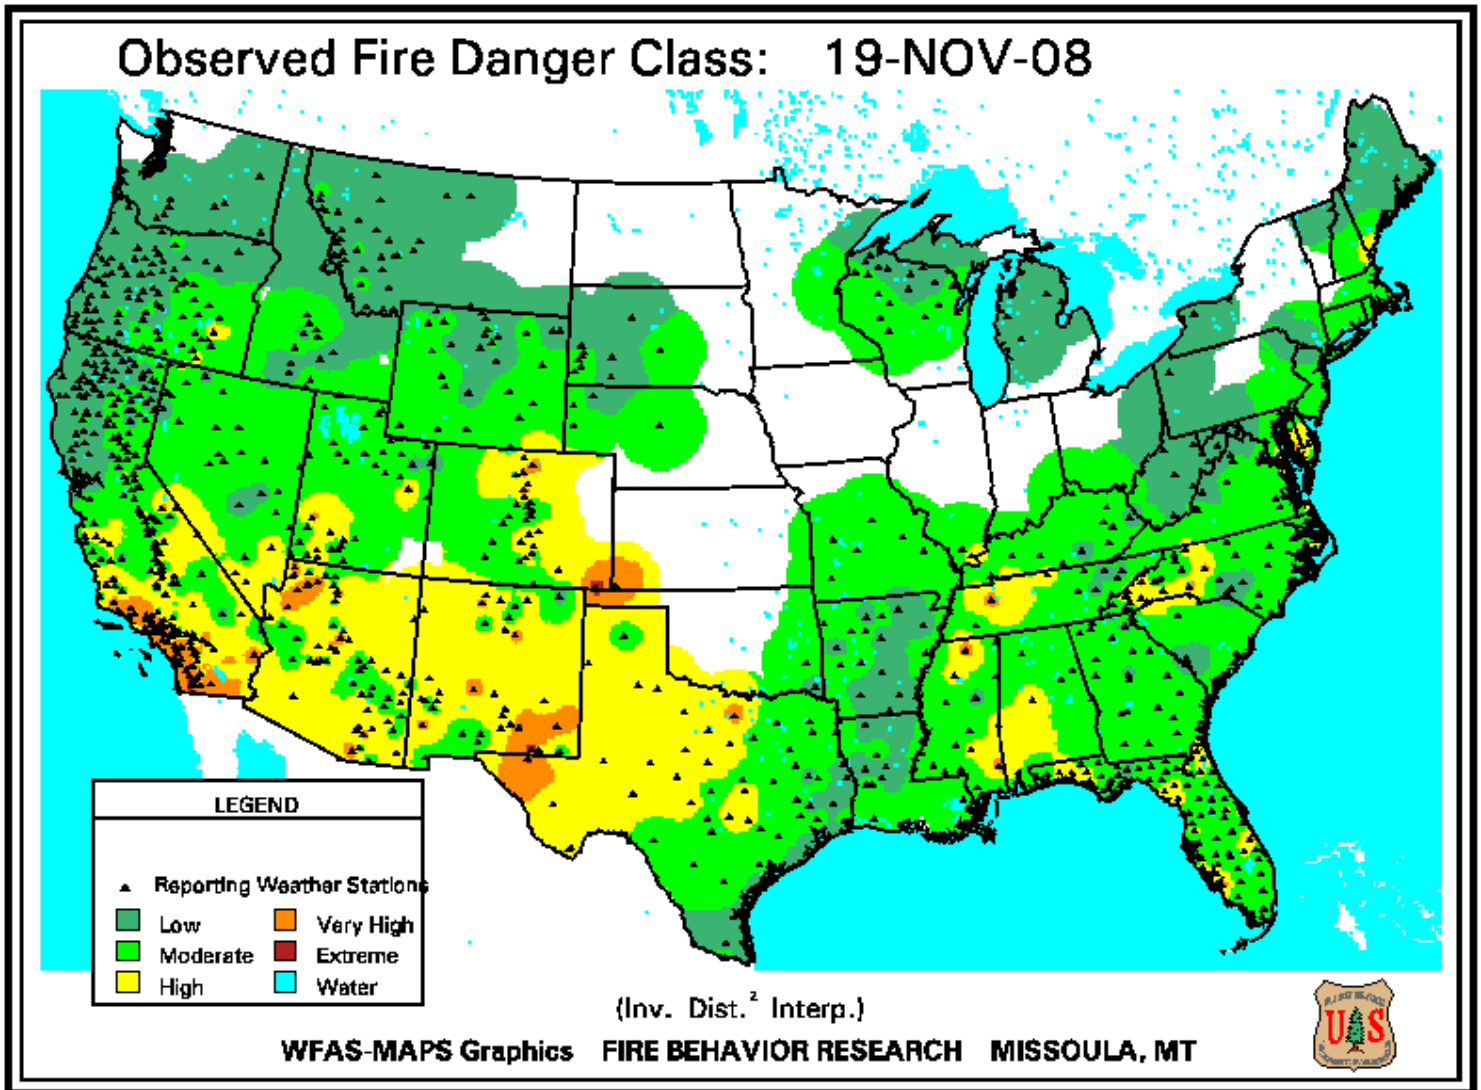 Observed Fire Danger Class: 19-NOV-08
LEGEND
Reporting Weather Stations
Low
Very High
Moderate
Extreme
High
Water
(Inv. Dist.² Interp.)
WFAS-MAPS Graphics FIRE BEHAVIOR RESEARCH MISSOULA, MT
US